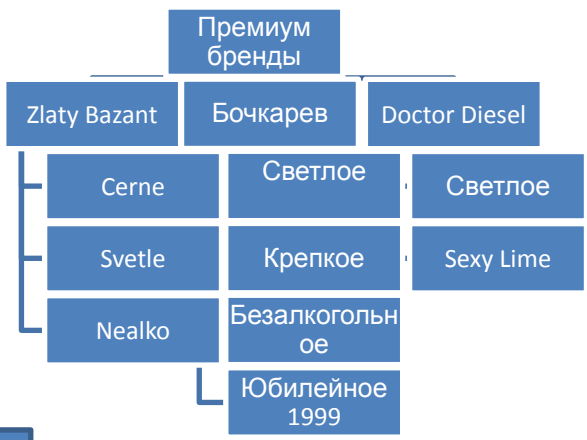 Премиум
бренды
Zlaty Bazant
Бочкарев
Doctor Diesel
Cerne
Светлое
Светлое
Svetle
Крепкое
Sexy Lime
Nealko
Безалкогольн
ое
Юбилейное
1999